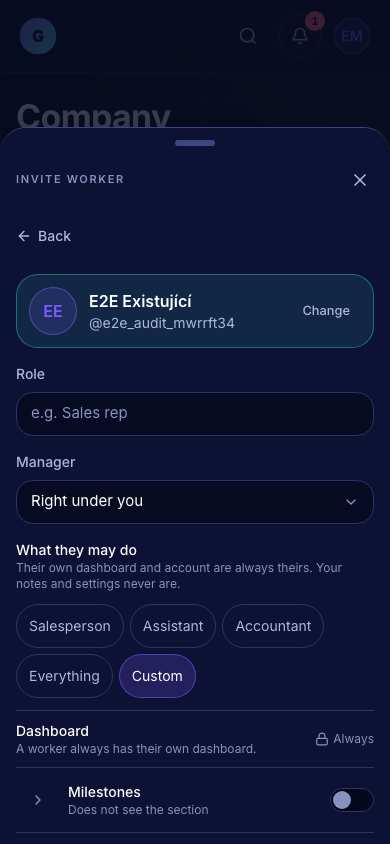 G
1
EM
Company
INVITE WORKER
Back
EE
E2E Existující
@e2e_audit_mwrrft34
Change
Role
e.g. Sales rep
Manager
Right under you
What they may do
Their own dashboard and account are always theirs. Your
notes and settings never are.
Salesperson
Assistant
Accountant
Everything
Custom
Dashboard
A worker always has their own dashboard.
Always
Milestones
Does not see the section